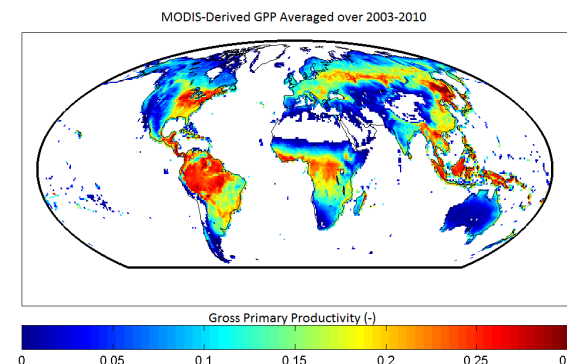 MODIS-Derived GPP Averaged over 2003-2010
Gross Primary Productivity (-)
0 0.05 0.1 0.15 0.2 0.25